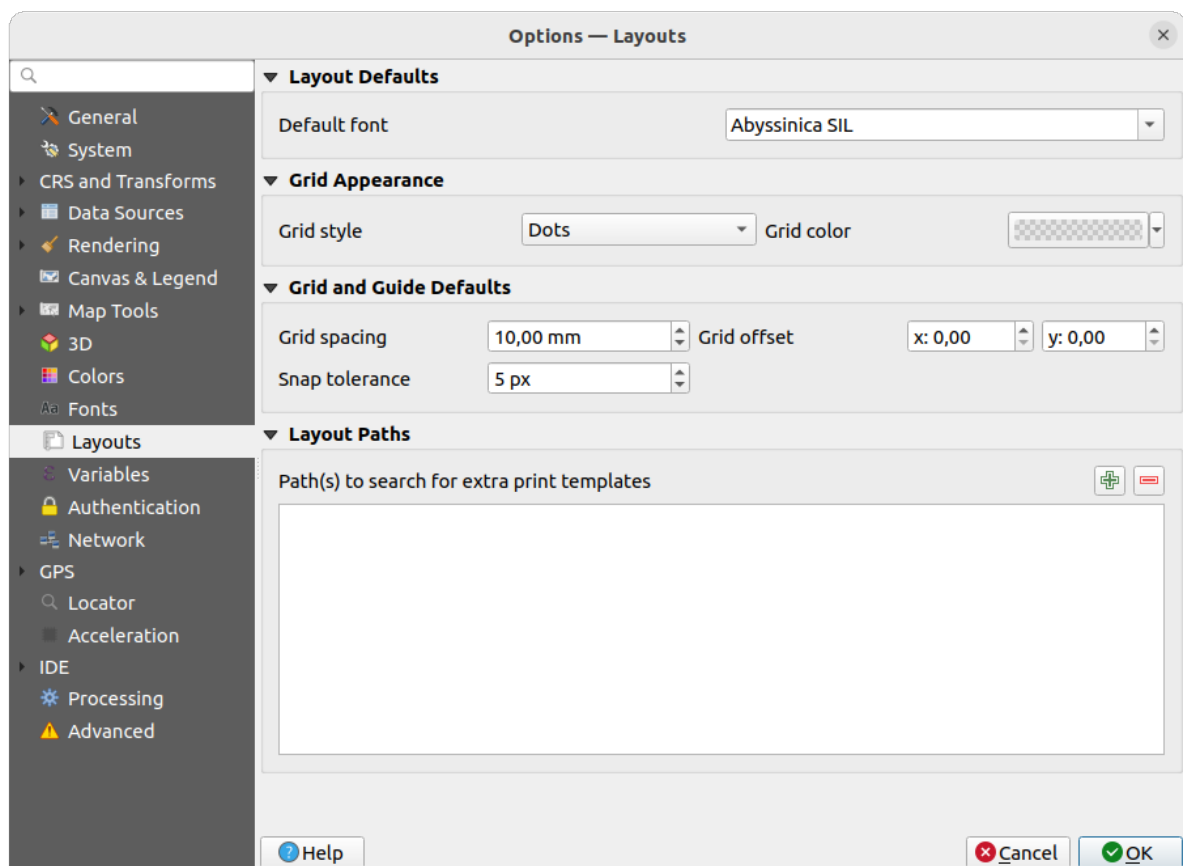 Options — Layouts
General
System
CRS and Transforms
Data Sources
Rendering
Canvas & Legend
Map Tools
3D
Colors
Fonts
Layouts
Variables
Authentication
Network
GPS
Locator
Acceleration
IDE
Processing
Advanced
Layout Defaults
Default font Abyssinica SIL
Grid Appearance
Grid style Dots Grid color
Grid and Guide Defaults
Grid spacing 10,00 mm Grid offset x: 0,00 y: 0,00
Snap tolerance 5 px
Layout Paths
Path(s) to search for extra print templates
Help Cancel OK